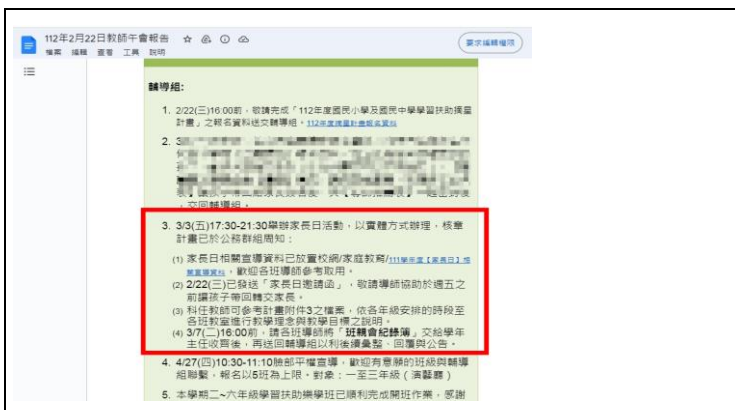 112年2月22日教師午會報告
檔案 編輯 查看 工具 說明
要求編輯權限
輔導組:
1. 2/22(三)16:00前，敬請完成「112年度國民小學及國民中學學習扶助摘星
計畫」之報名資料送交輔導組。112年度摘星計畫報名資料
2.
，交回輔導組。
3. 3/3(五)17:30-21:30舉辦家長日活動，以實體方式辦理，核章
計畫已於公務群組周知：
(1) 家長日相關宣導資料已放置校網/家庭教育/111學年度【家長日】相
關宣導資料，歡迎各班導師參考取用。
(2) 2/22(三)已發送「家長日邀請函」，敬請導師協助於週五之
前讓孩子帶回轉交家長。
(3) 科任教師可參考計畫附件3之檔案，依各年級安排的時段至
各班教室進行教學理念與教學目標之說明。
(4) 3/7(二)16:00前，請各班導師將「班親會紀錄簿」交給學年
主任收齊後，再送回輔導組以利後續彙整、回覆與公告。
4. 4/27(四)10:30-11:10臉部平權宣導，歡迎有意願的班級與輔導
組聯繫，報名以5班為上限。對象：一至三年級（演藝廳）
5. 本學期二~六年級學習扶助樂學班已順利完成開班作業，感謝